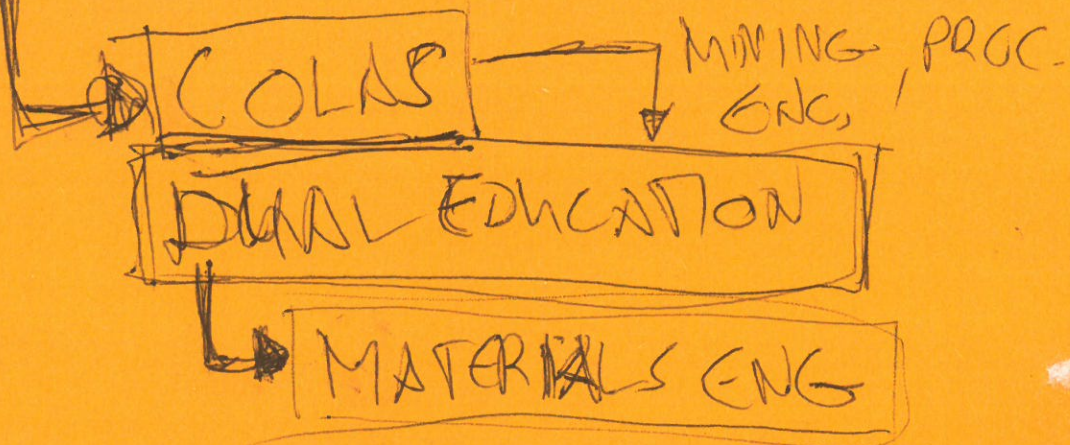 COLAS
MINING, PROC.
ENG,
DUAL EDUCATION
MATERIALS ENG